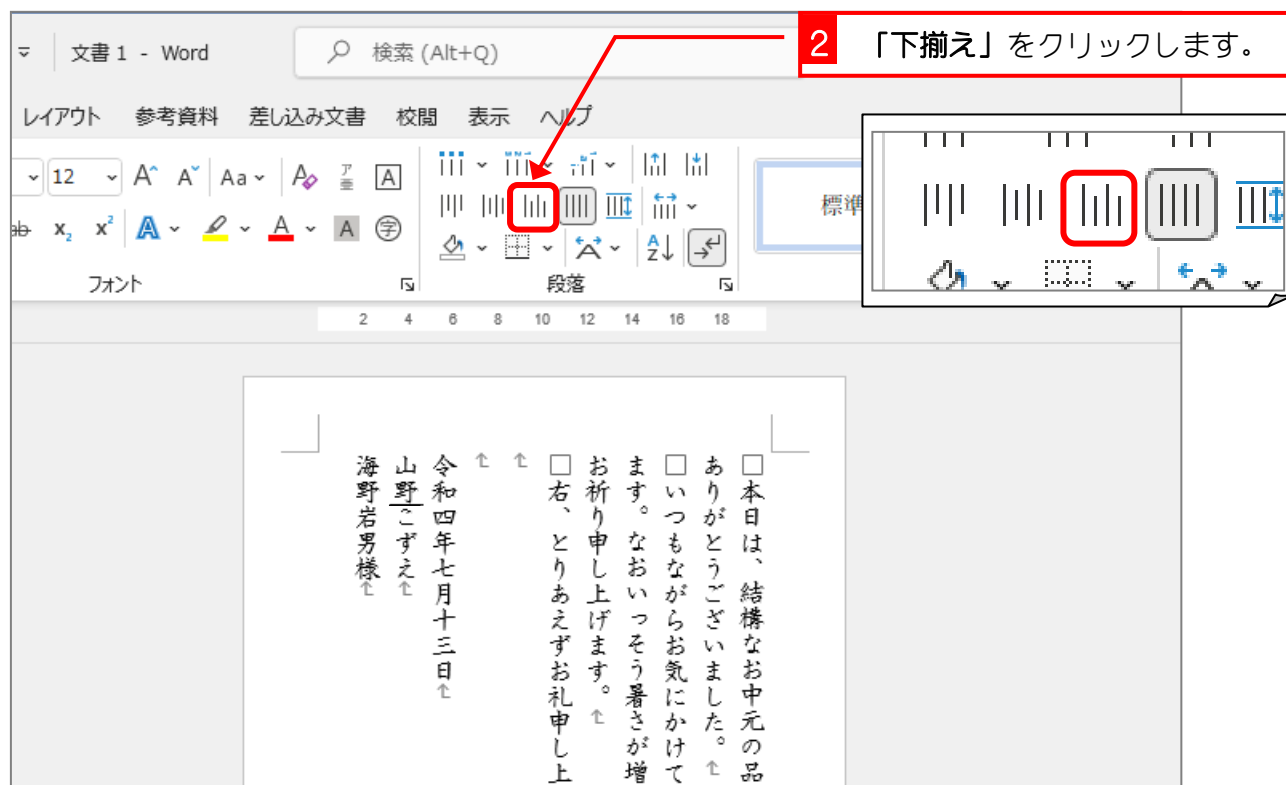 文書 1 - Word
検索 (Alt+Q)
2 「下揃え」をクリックします。
レイアウト 参考資料 差し込み文書 校閲 表示 ヘルプ
12 A A Aa A ア亜 A
ab x₂ x² A A A 字
A Z
標準
フォント 段落
2 4 6 8 10 12 14 16 18
□本日は、結構なお中元の品
ありがとうございました。
□いつもながらお気にかけて
ます。なおいっそう暑さが増
お祈り申し上げます。
□右、とりあえずお礼申し上
令和四年七月十三日
山野こずえ
海野岩男様